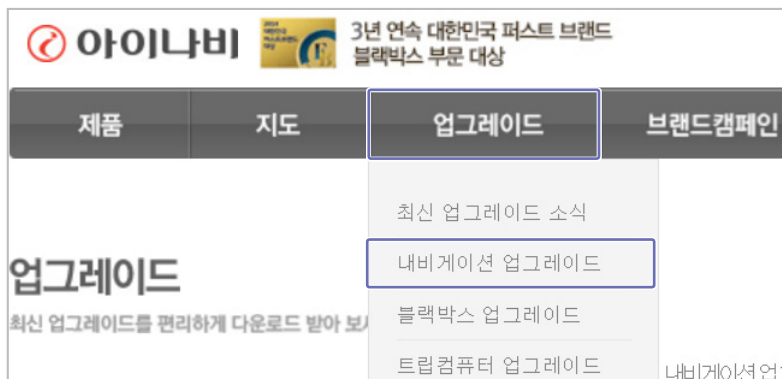 아이나비
3년 연속 대한민국 퍼스트 브랜드
블랙박스 부문 대상
제품 지도 업그레이드 브랜드캠페인
최신 업그레이드 소식
업그레이드
내비게이션 업그레이드
최신 업그레이드를 편리하게 다운로드 받아 보
블랙박스 업그레이드
트립컴퓨터 업그레이드
내비게이션